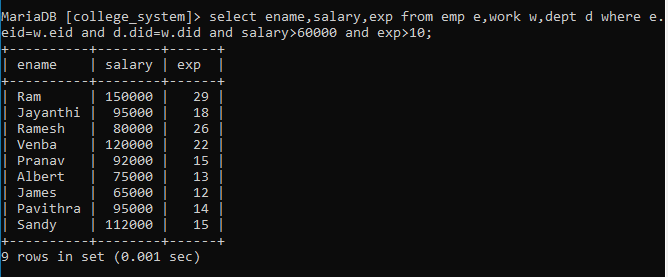 MariaDB [college_system]> select ename,salary,exp from emp e,work w,dept d where e.
eid=w.eid and d.did=w.did and salary>60000 and exp>10;
+----------+--------+------+
| ename    | salary | exp  |
+----------+--------+------+
| Ram      | 150000 |   29 |
| Jayanthi |  95000 |   18 |
| Ramesh   |  80000 |   26 |
| Venba    | 120000 |   22 |
| Pranav   |  92000 |   15 |
| Albert   |  75000 |   13 |
| James    |  65000 |   12 |
| Pavithra |  95000 |   14 |
| Sandy    | 112000 |   15 |
+----------+--------+------+
9 rows in set (0.001 sec)